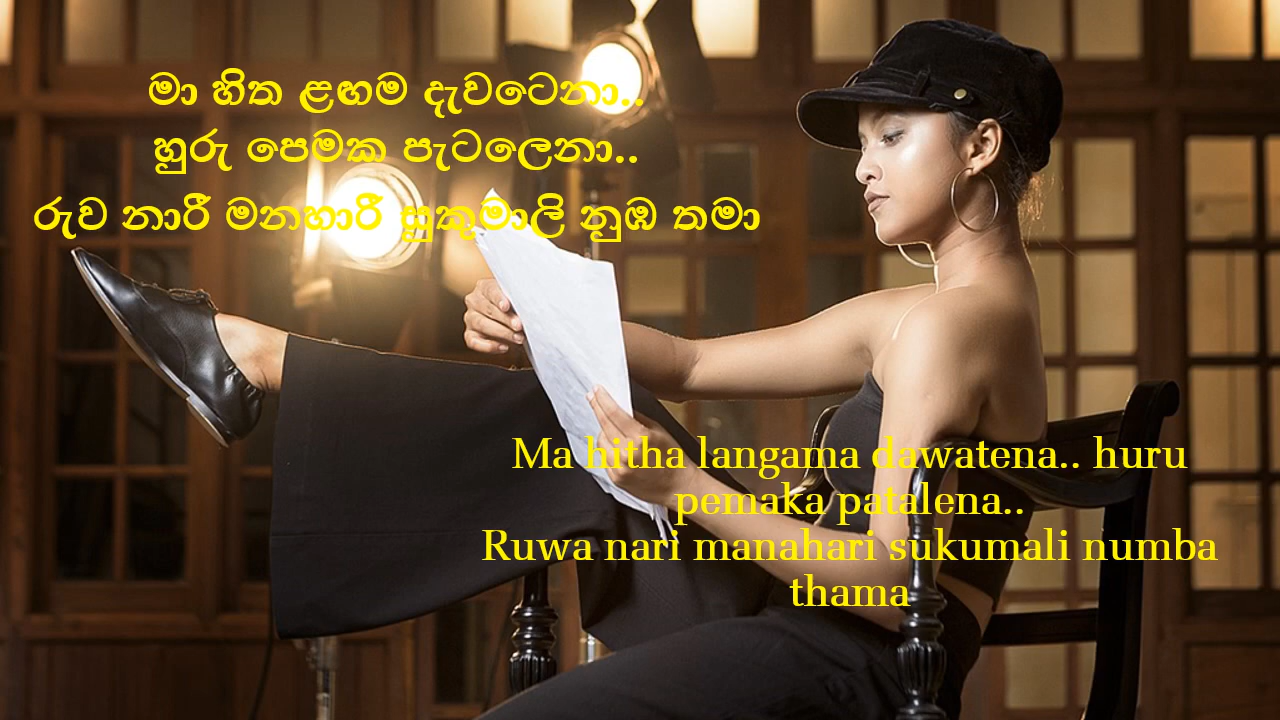 මා හිත ළඟම දැවටෙනා..
හුරු පෙමක පැටලෙනා..
රුව නාරී මනහාරී සුකුමාලි නුඹ තමා
Ma hitha langama dawatena.. huru
pemaka patalena..
Ruwa nari manahari sukumali numba
thama